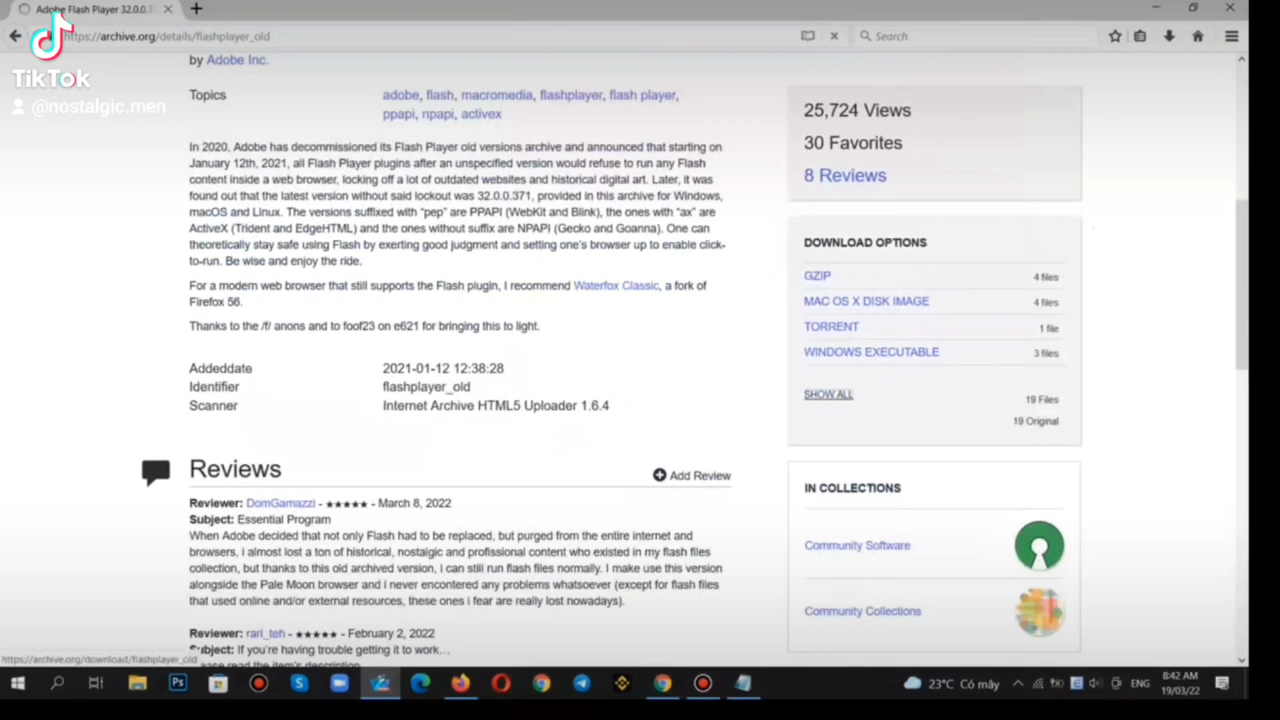 Adobe Flash Player 32.0.0.3
https://archive.org/details/flashplayer_old
Search
TikTok
@nostalgic.men
by Adobe Inc.
Topics
adobe, flash, macromedia, flashplayer, flash player,
ppapi, npapi, activex
In 2020, Adobe has decommissioned its Flash Player old versions archive and announced that starting on
January 12th, 2021, all Flash Player plugins after an unspecified version would refuse to run any Flash
content inside a web browser, locking off a lot of outdated websites and historical digital art. Later, it was
found out that the latest version without said lockout was 32.0.0.371, provided in this archive for Windows,
macOS and Linux. The versions suffixed with “pep” are PPAPI (WebKit and Blink), the ones with “ax” are
ActiveX (Trident and EdgeHTML) and the ones without suffix are NPAPI (Gecko and Goanna). One can
theoretically stay safe using Flash by exerting good judgment and setting one’s browser up to enable click-
to-run. Be wise and enjoy the ride.
For a modern web browser that still supports the Flash plugin, I recommend Waterfox Classic, a fork of
Firefox 56.
Thanks to the /f/ anons and to foof23 on e621 for bringing this to light.
Addeddate 2021-01-12 12:38:28
Identifier flashplayer_old
Scanner Internet Archive HTML5 Uploader 1.6.4
Reviews
Add Review
Reviewer: DomGamazzi - ★★★★★ - March 8, 2022
Subject: Essential Program
When Adobe decided that not only Flash had to be replaced, but purged from the entire internet and
browsers, i almost lost a ton of historical, nostalgic and profissional content who existed in my flash files
collection, but thanks to this old archived version, i can still run flash files normally. I make use this version
alongside the Pale Moon browser and i never encontered any problems whatsoever (except for flash files
that used online and/or external resources, these ones i fear are really lost nowadays).
Reviewer: rari_teh - ★★★★★ - February 2, 2022
Subject: If you're having trouble getting it to work…
please read the item's description
25,724 Views
30 Favorites
8 Reviews
DOWNLOAD OPTIONS
GZIP 4 files
MAC OS X DISK IMAGE 4 files
TORRENT 1 file
WINDOWS EXECUTABLE 3 files
SHOW ALL 19 Files
19 Original
IN COLLECTIONS
Community Software
Community Collections
https://archive.org/download/flashplayer_old
Ps
23°C Có mây
ENG
8:42 AM
19/03/22